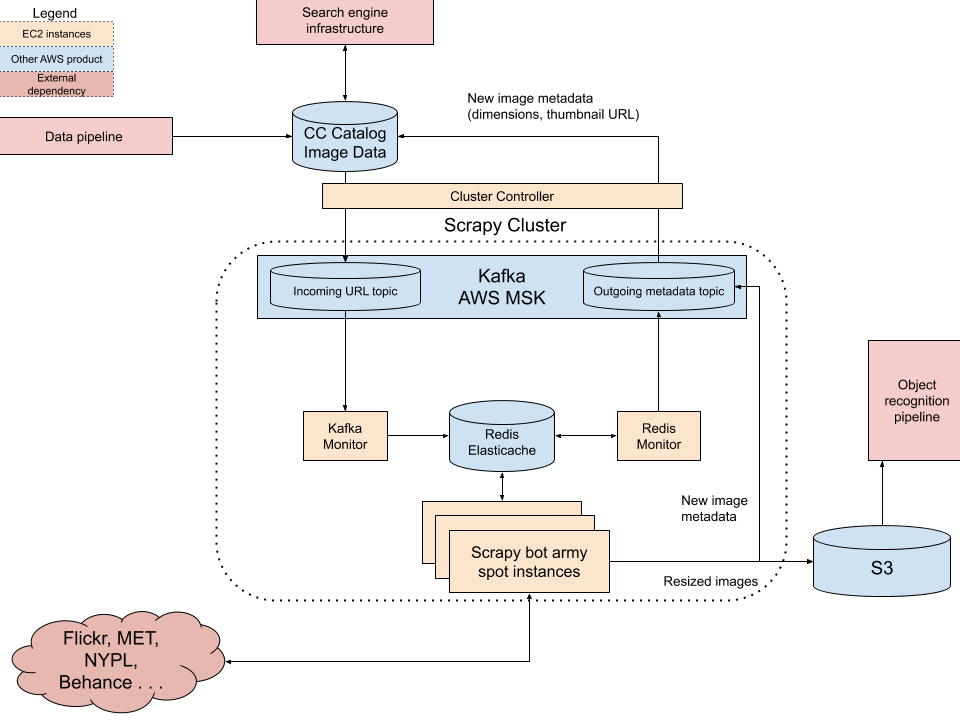 Legend
EC2 instances
Other AWS product
External
dependency
Search engine
infrastructure
Data pipeline
CC Catalog
Image Data
New image metadata
(dimensions, thumbnail URL)
Cluster Controller
Scrapy Cluster
Incoming URL topic
Kafka
AWS MSK
Outgoing metadata topic
Kafka
Monitor
Redis
Elasticache
Redis
Monitor
Object
recognition
pipeline
New image
metadata
Scrapy bot army
spot instances
Resized images
S3
Flickr, MET,
NYPL,
Behance . . .